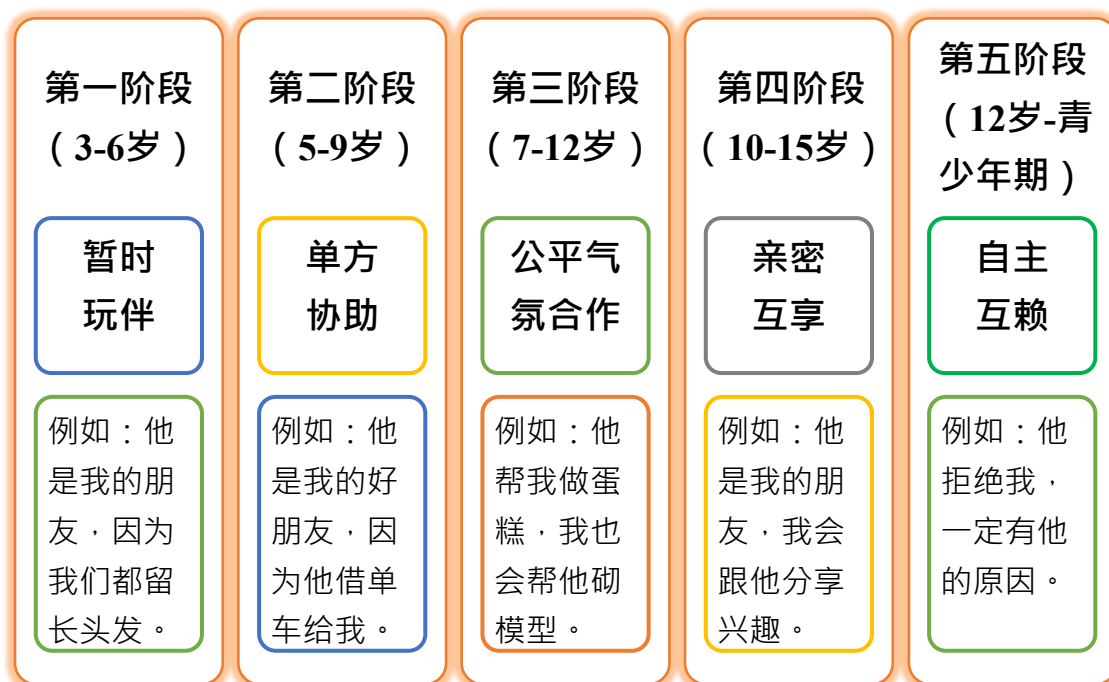 第一阶段
（3-6岁）
暂时
玩伴
例如：他
是我的朋
友，因为
我们都留
长头发。
第二阶段
（5-9岁）
单方
协助
例如：他
是我的好
朋友，因
为他借单
车给我。
第三阶段
（7-12岁）
公平气
氛合作
例如：他
帮我做蛋
糕，我也
会帮他砌
模型。
第四阶段
（10-15岁）
亲密
互享
例如：他
是我的朋
友，我会
跟他分享
兴趣。
第五阶段
（12岁-青
少年期）
自主
互赖
例如：他
拒绝我，
一定有他
的原因。